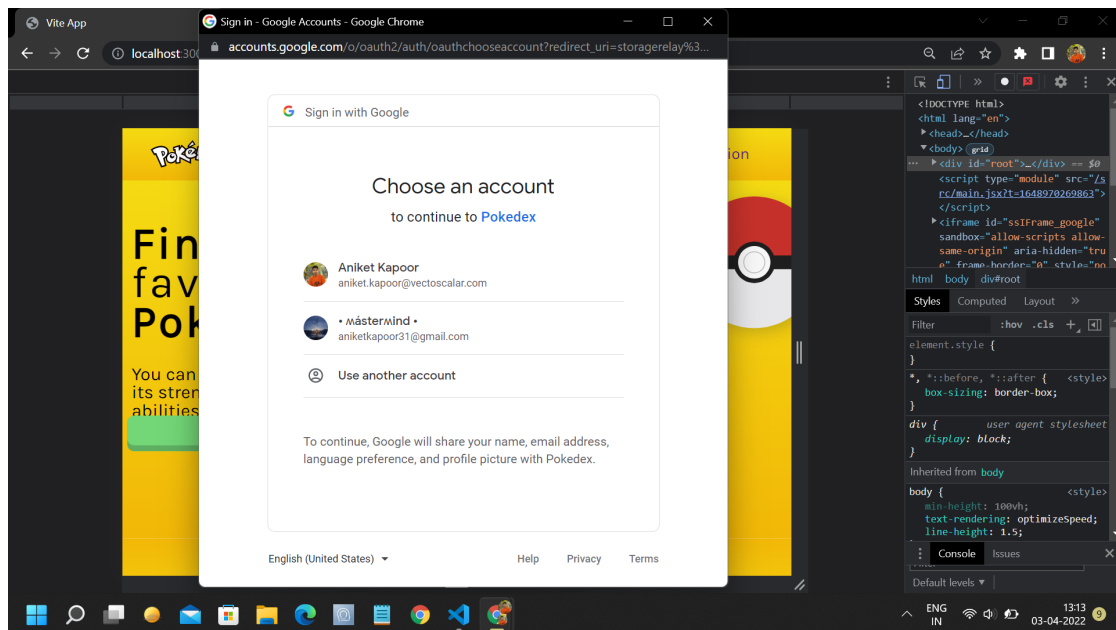 Vite App
Sign in - Google Accounts - Google Chrome
localhost:300
accounts.google.com/o/oauth2/auth/oauthchooseaccount?redirect_uri=storagerelay%3...
Sign in with Google
Choose an account
to continue to Pokedex
Aniket Kapoor
aniket.kapoor@vectoscalar.com
• ʍástermind •
aniketkapoor31@gmail.com
Use another account
To continue, Google will share your name, email address,
language preference, and profile picture with Pokedex.
English (United States)
Help
Privacy
Terms
Poké
ion
Fin
fav
Pok
You can
its stren
abilities
<!DOCTYPE html>
<html lang="en">
<head>…</head>
<body> grid
<div id="root">…</div> == $0
<script type="module" src="/s
rc/main.jsx?t=1648970269863">
</script>
<iframe id="ssIFrame_google"
sandbox="allow-scripts allow-
same-origin" aria-hidden="tru
e" frame-border="0" style="po
html body div#root
Styles Computed Layout »
Filter :hov .cls +
element.style {
}
*, *::before, *::after { <style>
box-sizing: border-box;
}
div { user agent stylesheet
display: block;
}
Inherited from body
body { <style>
min-height: 100vh;
text-rendering: optimizeSpeed;
line-height: 1.5;
Console Issues
Default levels ▼
ENG
IN
13:13
03-04-2022
9